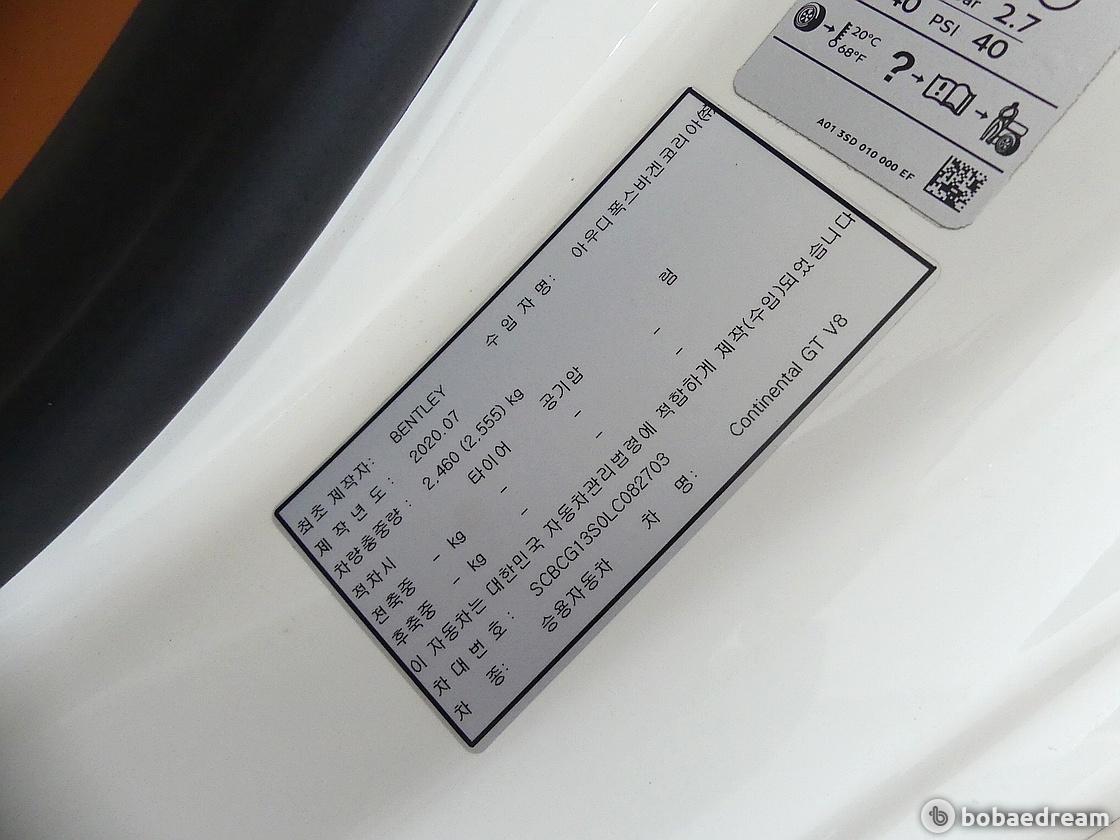 bar 2.7
40 PSI 40
20°C
68°F
A01 3SD 010 000 EF
최초 제작자: BENTLEY 수 입 자 명: 아우디폭스바겐코리아㈜
제 작 년 도 : 2020.07
차량총중량 : 2,460 (2,555) kg
적차시 타이어 공기압 림
전축중 - kg - - -
후축중 - kg - - -
이 자동차는 대한민국 자동차관리법령에 적합하게 제작(수입)되었습니다
차 대 번 호 : SCBCG13S0LC082703
차 종: 승용자동차 차 명: Continental GT V8
bobaedream